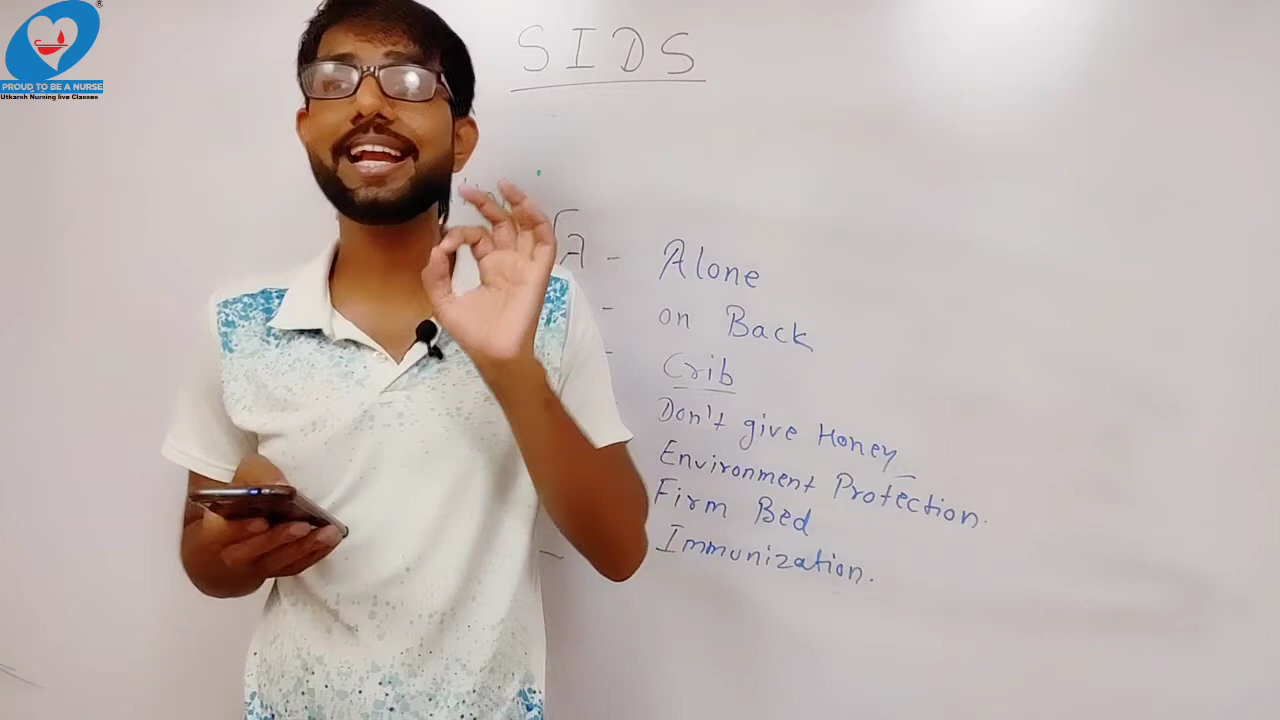 ®
PROUD TO BE A NURSE
Utkarsh Nursing live Classes
SIDS
A - Alone
- on Back
- Crib
Don't give Honey
Environment Protection.
Firm Bed
- Immunization.